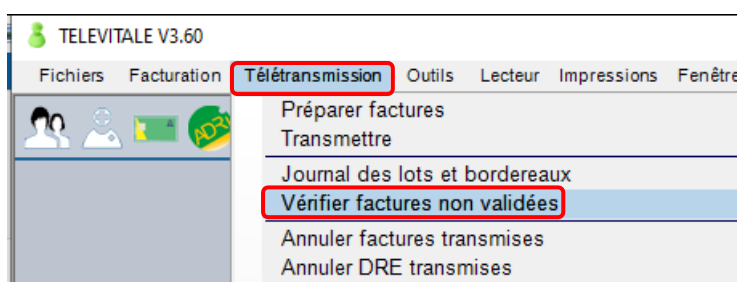 TELEVITALE V3.60
Fichiers Facturation Télétransmission Outils Lecteur Impressions Fenêtre
ADR
Préparer factures
Transmettre
Journal des lots et bordereaux
Vérifier factures non validées
Annuler factures transmises
Annuler DRE transmises